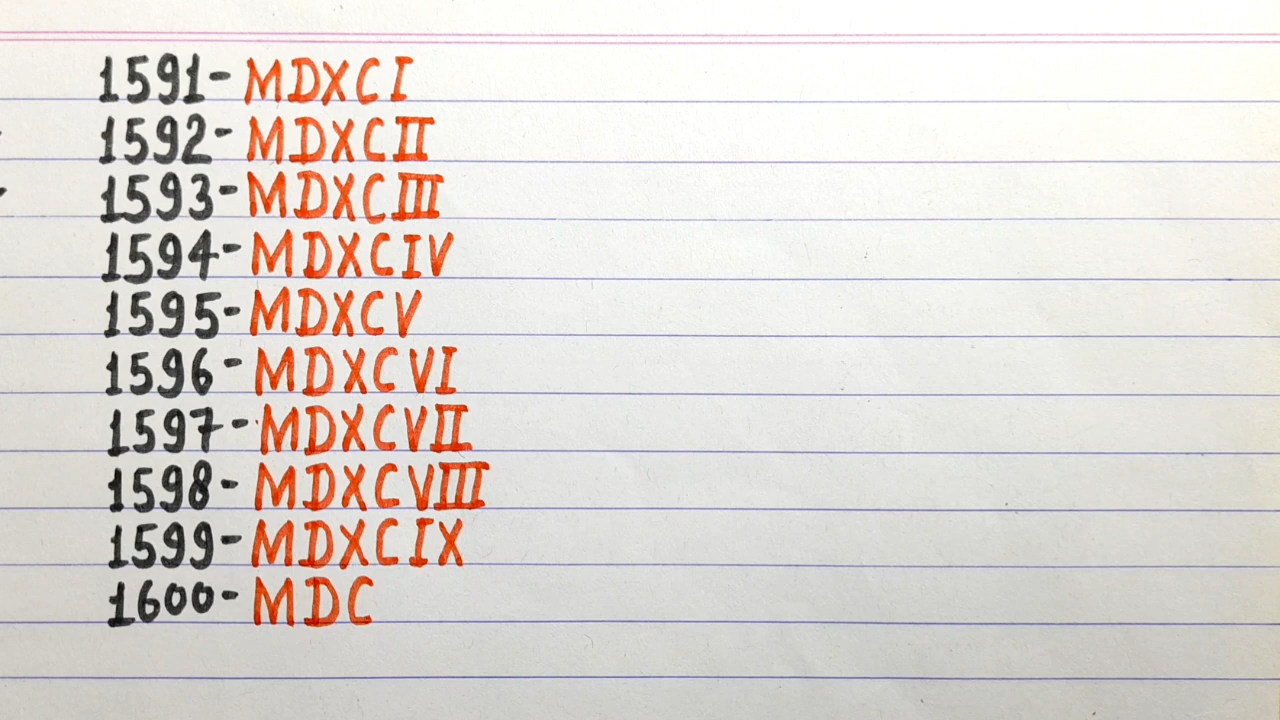 1591- MDXCI
1592- MDXCII
1593- MDXCIII
1594- MDXCIV
1595- MDXCV
1596- MDXCVI
1597- MDXCVII
1598- MDXCVIII
1599- MDXCIX
1600- MDC